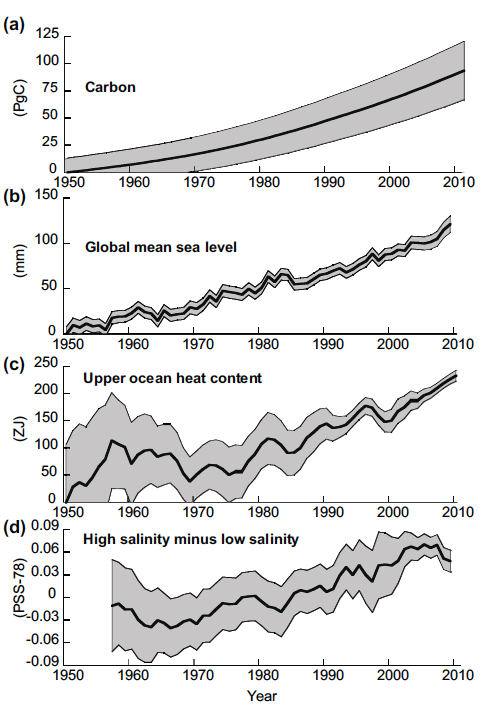 (a)
125
100
75
50
25
0
(PgC)
Carbon
1950 1960 1970 1980 1990 2000 2010
(b)
150
100
50
0
(mm)
Global mean sea level
1950 1960 1970 1980 1990 2000 2010
(c)
250
200
150
100
50
0
(ZJ)
Upper ocean heat content
1950 1960 1970 1980 1990 2000 2010
(d)
0.09
0.06
0.03
0
-0.03
-0.06
-0.09
(PSS-78)
High salinity minus low salinity
1950 1960 1970 1980 1990 2000 2010
Year